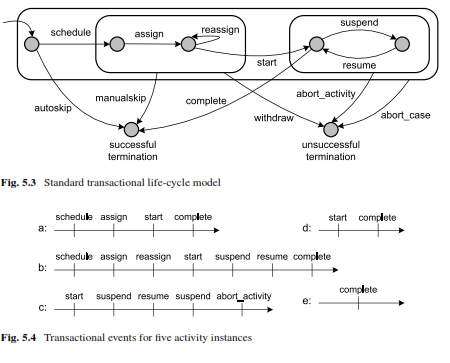 schedule
assign
reassign
suspend
start
resume
autoskip
manualskip
complete
withdraw
abort_activity
abort_case
successful
termination
unsuccessful
termination
Fig. 5.3 Standard transactional life-cycle model
schedule assign start complete
a:
start complete
d:
schedule assign reassign start suspend resume complete
b:
start suspend resume suspend abort_activity
c:
complete
e:
Fig. 5.4 Transactional events for five activity instances